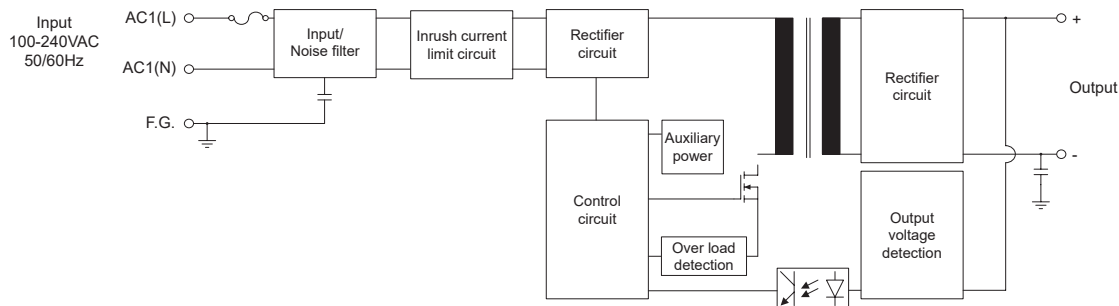 Input
100-240VAC
50/60Hz
AC1(L)
AC1(N)
F.G.
Input/
Noise filter
Inrush current
limit circuit
Rectifier
circuit
Control
circuit
Auxiliary
power
Over load
detection
Rectifier
circuit
Output
voltage
detection
+
Output
-